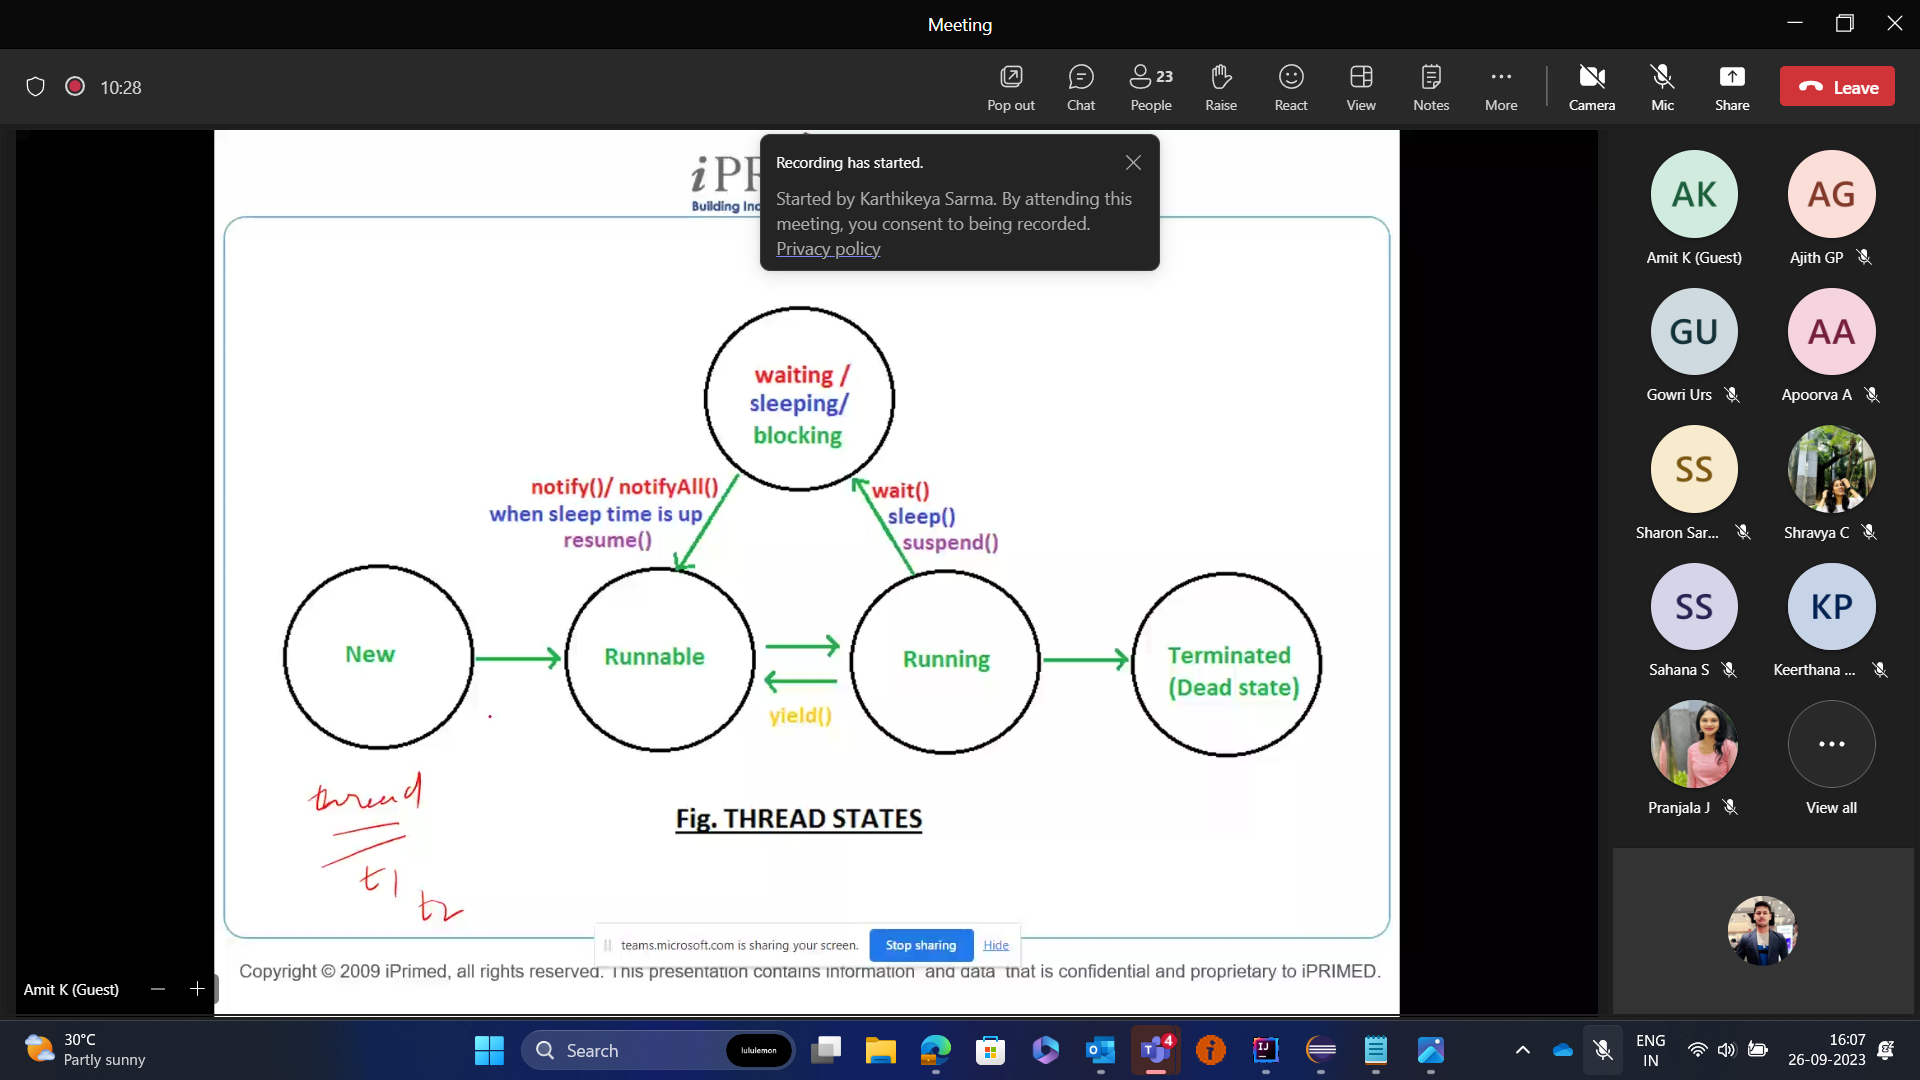 Meeting
10:28
Pop out
Chat
23
People
Raise
React
View
Notes
More
Camera
Mic
Share
Leave
iPR
Building Inc
Recording has started.
Started by Karthikeya Sarma. By attending this
meeting, you consent to being recorded.
Privacy policy
waiting /
sleeping/
blocking
notify()/ notifyAll()
when sleep time is up
resume()
wait()
sleep()
suspend()
New
Runnable
Running
Terminated
(Dead state)
yield()
thread
t1
t2
Fig. THREAD STATES
teams.microsoft.com is sharing your screen.
Stop sharing
Hide
Copyright © 2009 iPrimed, all rights reserved. This presentation contains information and data that is confidential and proprietary to iPRIMED.
Amit K (Guest)
AK
Amit K (Guest)
AG
Ajith GP
GU
Gowri Urs
AA
Apoorva A
SS
Sharon Sar...
Shravya C
SS
Sahana S
KP
Keerthana ...
Pranjala J
View all
30°C
Partly sunny
Search
lululemon
4
IJ
ENG
IN
16:07
26-09-2023